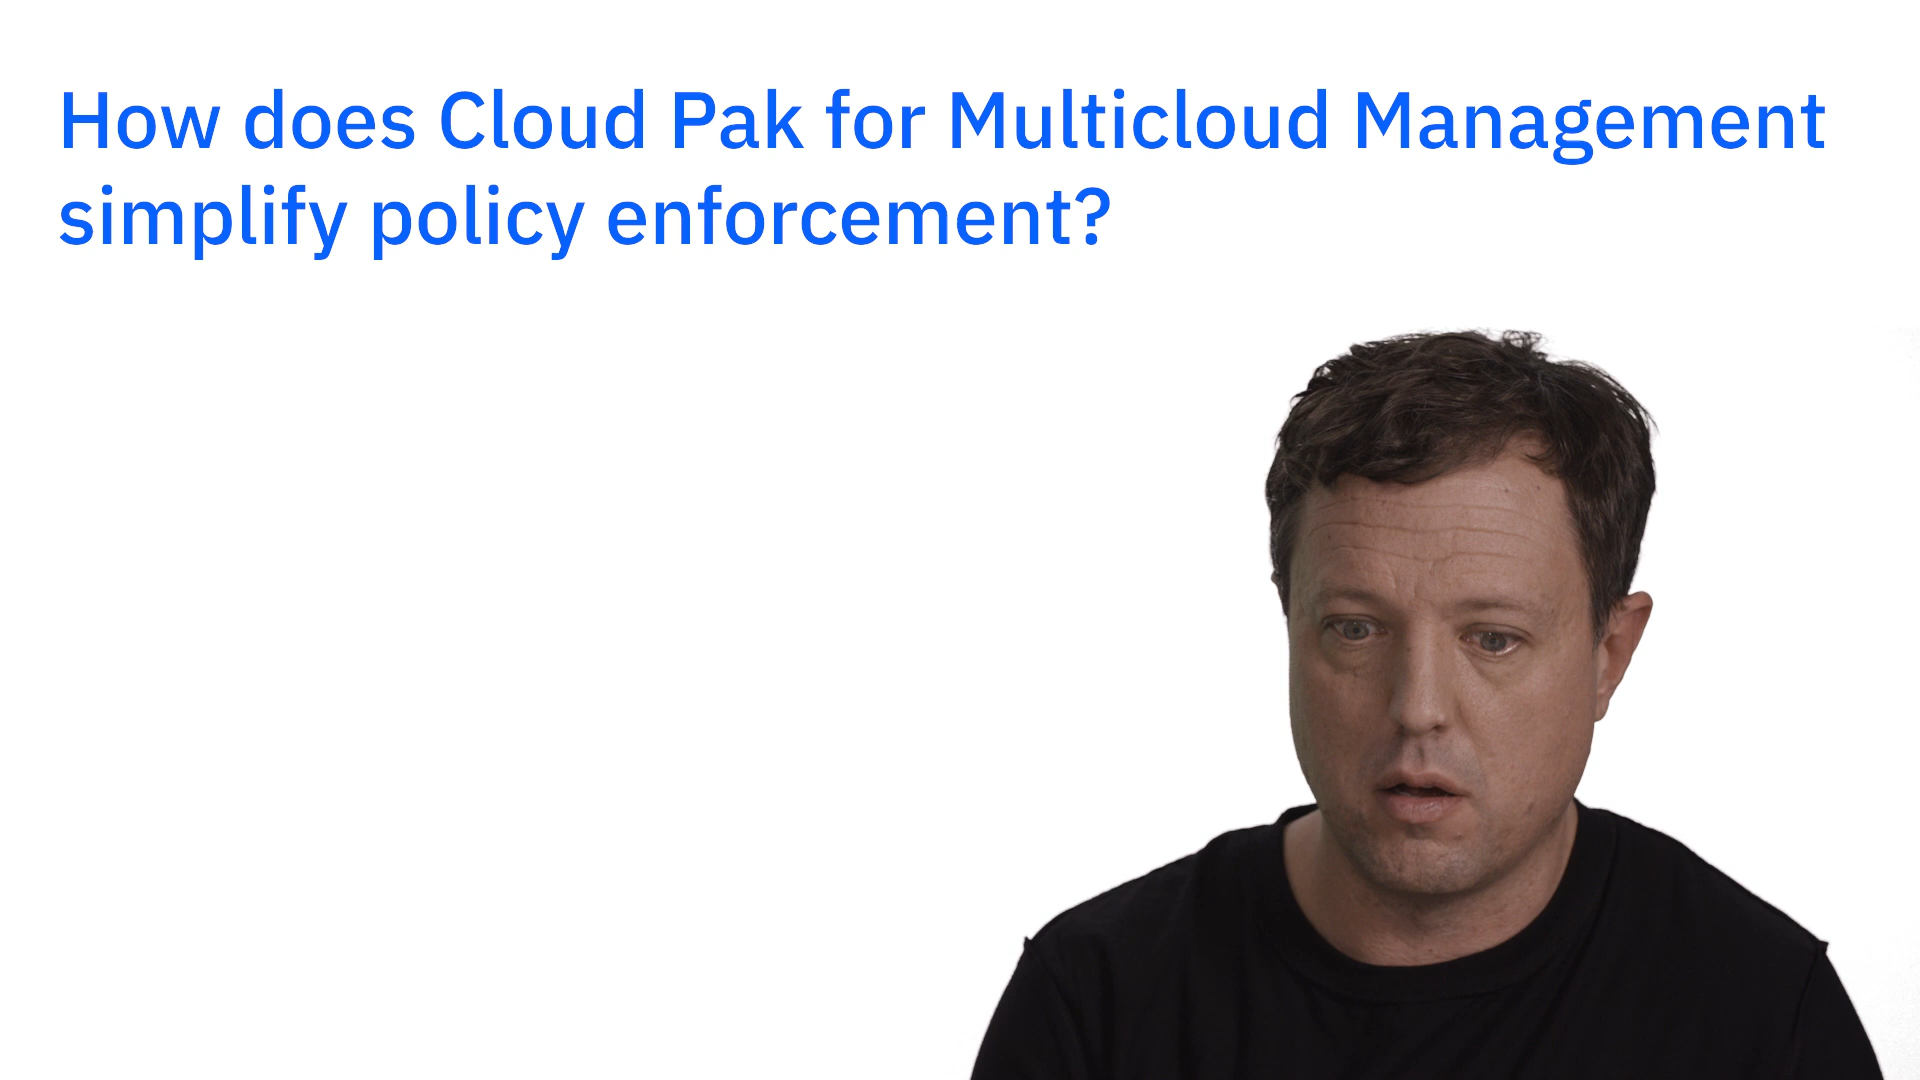 How does Cloud Pak for Multicloud Management
simplify policy enforcement?